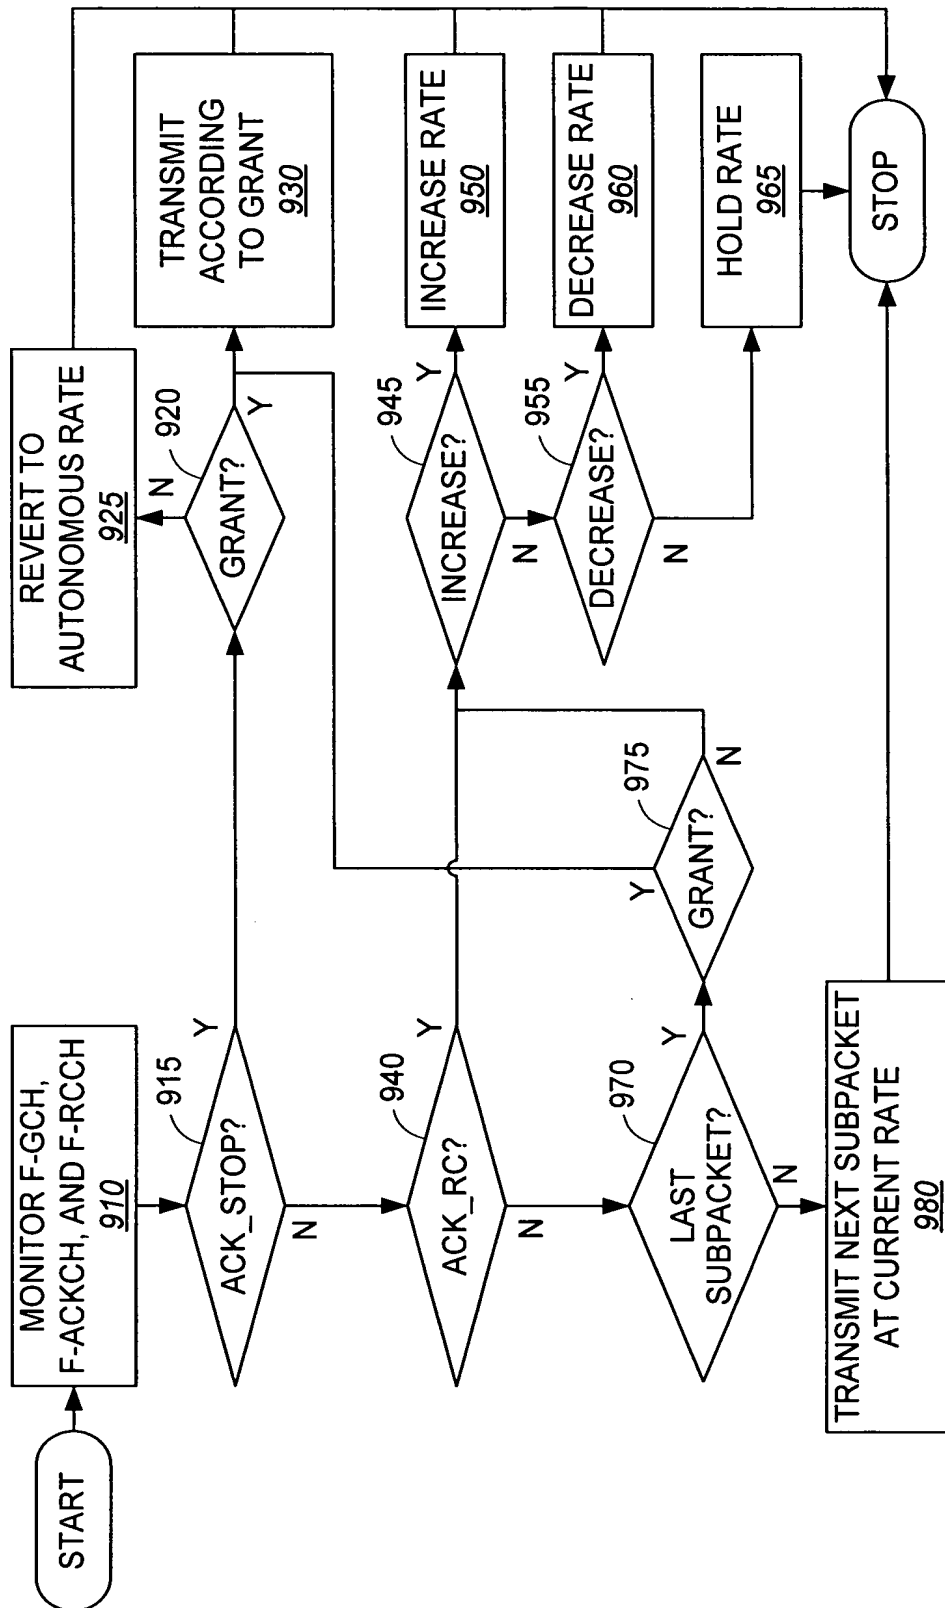 START
MONITOR F-GCH,
F-ACKCH, AND F-RCCH
910
915
ACK_STOP?
Y
N
920
GRANT?
N
Y
REVERT TO
AUTONOMOUS RATE
925
TRANSMIT
ACCORDING
TO GRANT
930
940
ACK_RC?
Y
N
945
INCREASE?
Y
N
INCREASE RATE
950
955
DECREASE?
Y
N
DECREASE RATE
960
HOLD RATE
965
970
LAST
SUBPACKET?
Y
N
975
GRANT?
Y
N
TRANSMIT NEXT SUBPACKET
AT CURRENT RATE
980
STOP